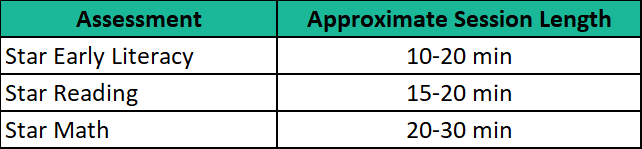 Assessment Approximate Session Length
Star Early Literacy 10-20 min
Star Reading 15-20 min
Star Math 20-30 min